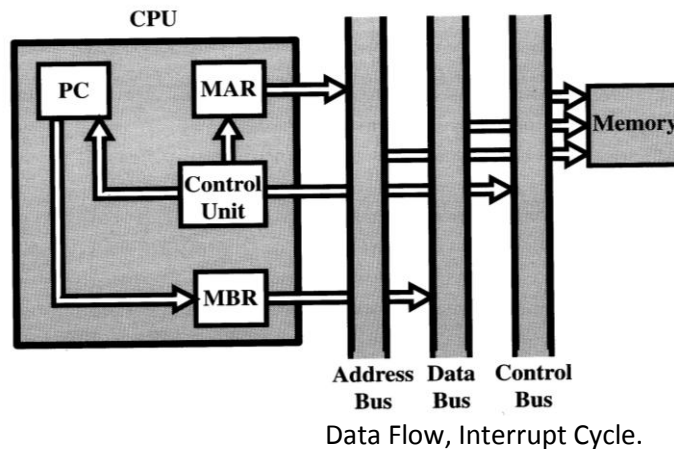 CPU
PC
MAR
Memory
Control
Unit
MBR
Address
Bus
Data
Bus
Control
Bus
Data Flow, Interrupt Cycle.